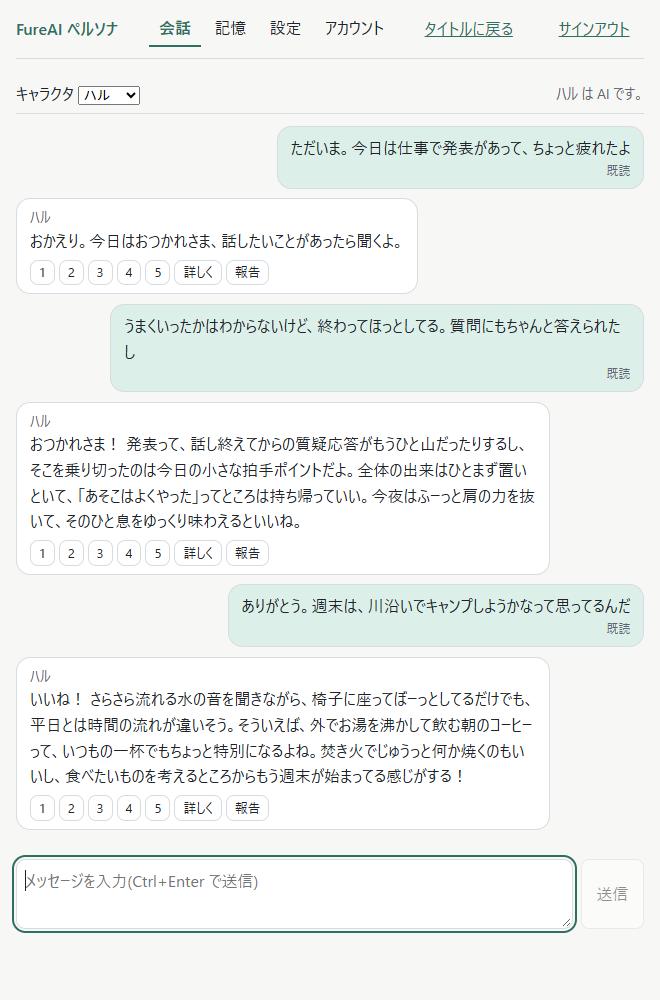 FureAI ペルソナ 会話 記憶 設定 アカウント タイトルに戻る サインアウト
キャラクタ ハル ハル は AI です。
ただいま。今日は仕事で発表があって、ちょっと疲れたよ
既読
ハル
おかえり。今日はおつかれさま、話したいことがあったら聞くよ。
1 2 3 4 5 詳しく 報告
うまくいったかはわからないけど、終わってほっとしてる。質問にもちゃんと答えられた
し
既読
ハル
おつかれさま！ 発表って、話し終えてからの質疑応答がもうひと山だったりするし、
そこを乗り切ったのは今日の小さな拍手ポイントだよ。全体の出来はひとまず置い
といて、「あそこはよくやった」ってところは持ち帰っていい。今夜はふーっと肩の力を抜
いて、そのひと息をゆっくり味わえるといいね。
1 2 3 4 5 詳しく 報告
ありがとう。週末は、川沿いでキャンプしようかなって思ってるんだ
既読
ハル
いいね！ さらさら流れる水の音を聞きながら、椅子に座ってぼーっとしてるだけでも、
平日とは時間の流れが違いそう。そういえば、外でお湯を沸かして飲む朝のコーヒー
って、いつもの一杯でもちょっと特別になるよね。焚き火でじゅうっと何か焼くのもい
いし、食べたいものを考えるところからもう週末が始まってる感じがする！
1 2 3 4 5 詳しく 報告
メッセージを入力(Ctrl+Enter で送信) 送信